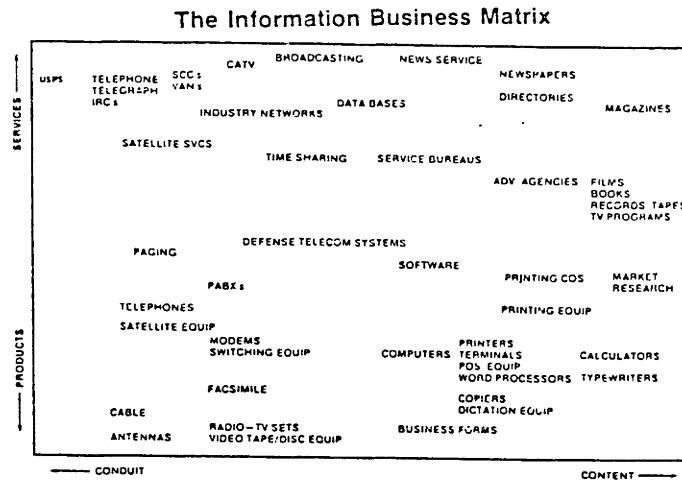 The Information Business Matrix
SERVICES
PRODUCTS
USPS
TELEPHONE
TELEGRAPH
IRCs
SCCs
VANs
CATV
BROADCASTING
NEWS SERVICE
NEWSPAPERS
DIRECTORIES
MAGAZINES
INDUSTRY NETWORKS
DATA BASES
SATELLITE SVCS
TIME SHARING
SERVICE BUREAUS
ADV AGENCIES
FILMS
BOOKS
RECORDS TAPES
TV PROGRAMS
PAGING
DEFENSE TELECOM SYSTEMS
SOFTWARE
PABXs
PRINTING COS
MARKET
RESEARCH
TELEPHONES
SATELLITE EQUIP
PRINTING EQUIP
MODEMS
SWITCHING EQUIP
COMPUTERS
PRINTERS
TERMINALS
POS EQUIP
WORD PROCESSORS
CALCULATORS
TYPEWRITERS
FACSIMILE
COPIERS
DICTATION EQUIP
CABLE
ANTENNAS
RADIO-TV SETS
VIDEO TAPE/DISC EQUIP
BUSINESS FORMS
CONDUIT
CONTENT